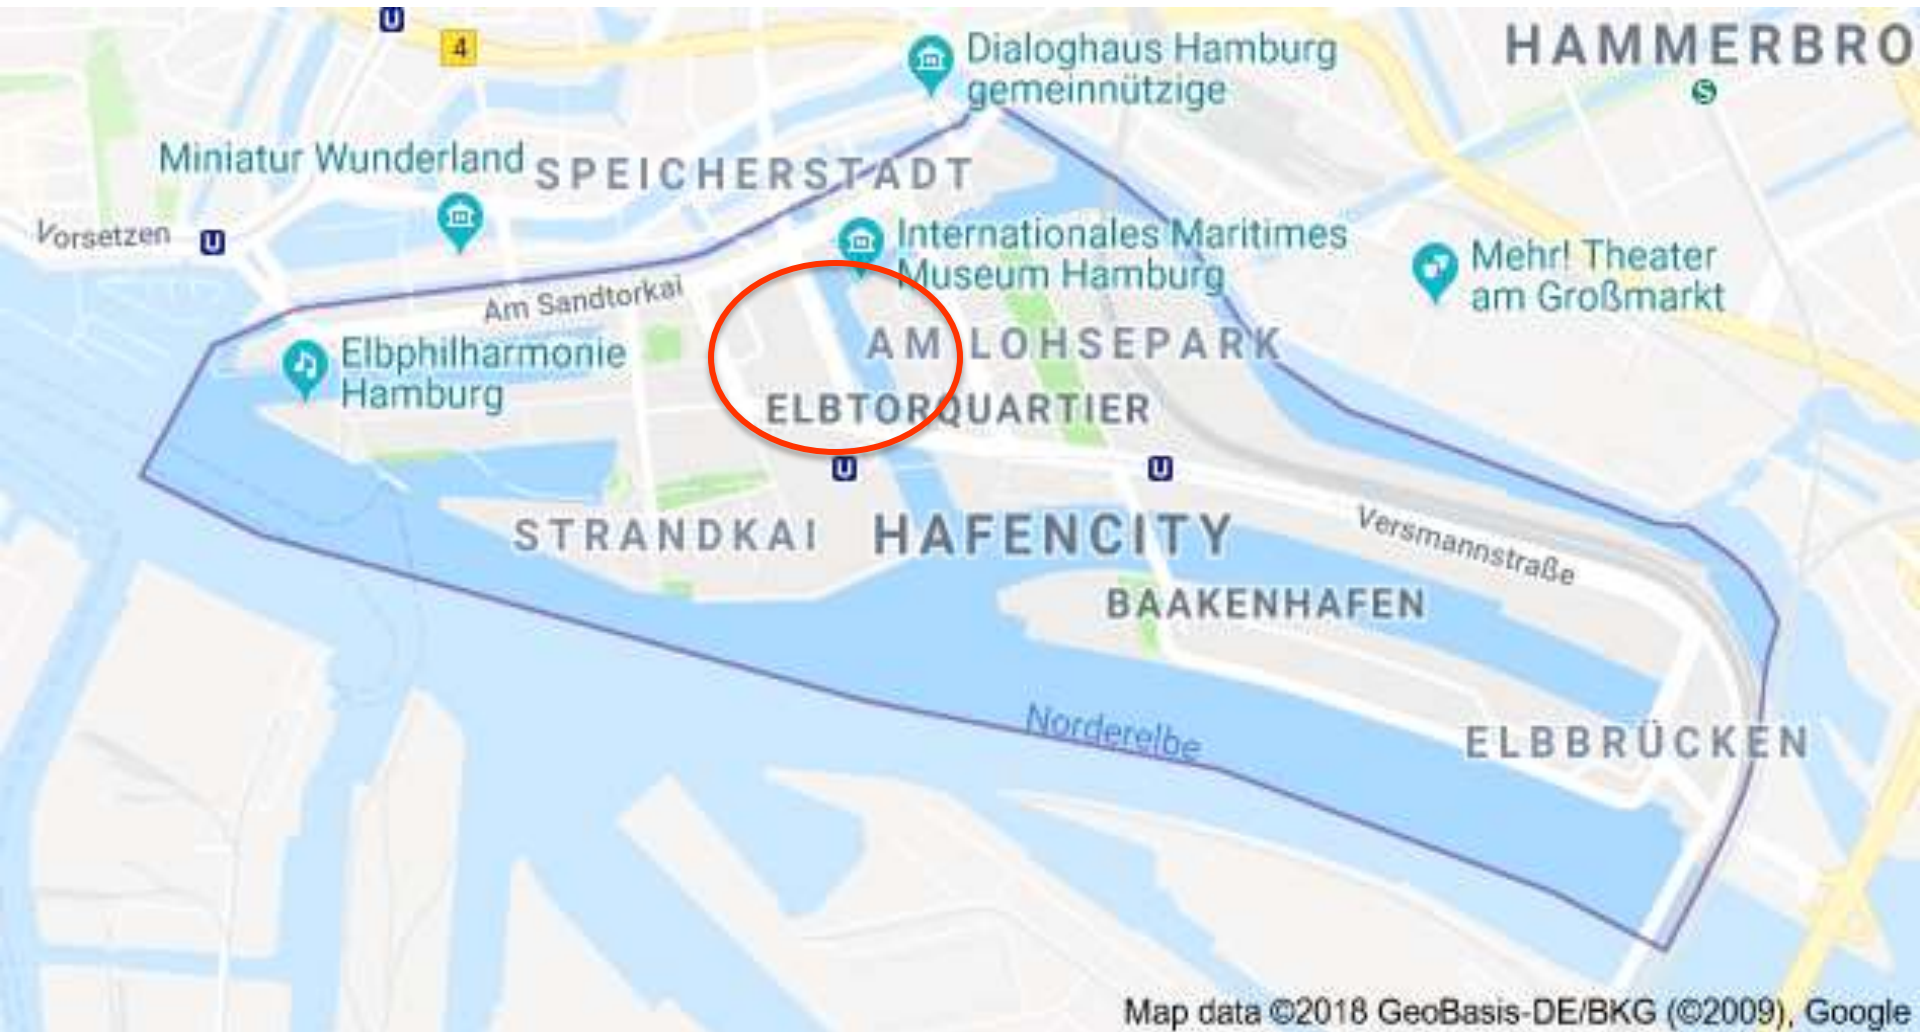 U
4
Dialoghaus Hamburg
gemeinnützige
HAMMERBRO
S
Miniatur Wunderland
SPEICHERSTADT
Vorsetzen
U
Internationales Maritimes
Museum Hamburg
Mehr! Theater
am Großmarkt
Am Sandtorkai
Elbphilharmonie
Hamburg
AM LOHSEPARK
ELBTORQUARTIER
U
U
STRANDKAI
HAFENCITY
Versmannstraße
BAAKENHAFEN
Norderelbe
ELBBRÜCKEN
Map data ©2018 GeoBasis-DE/BKG (©2009), Google